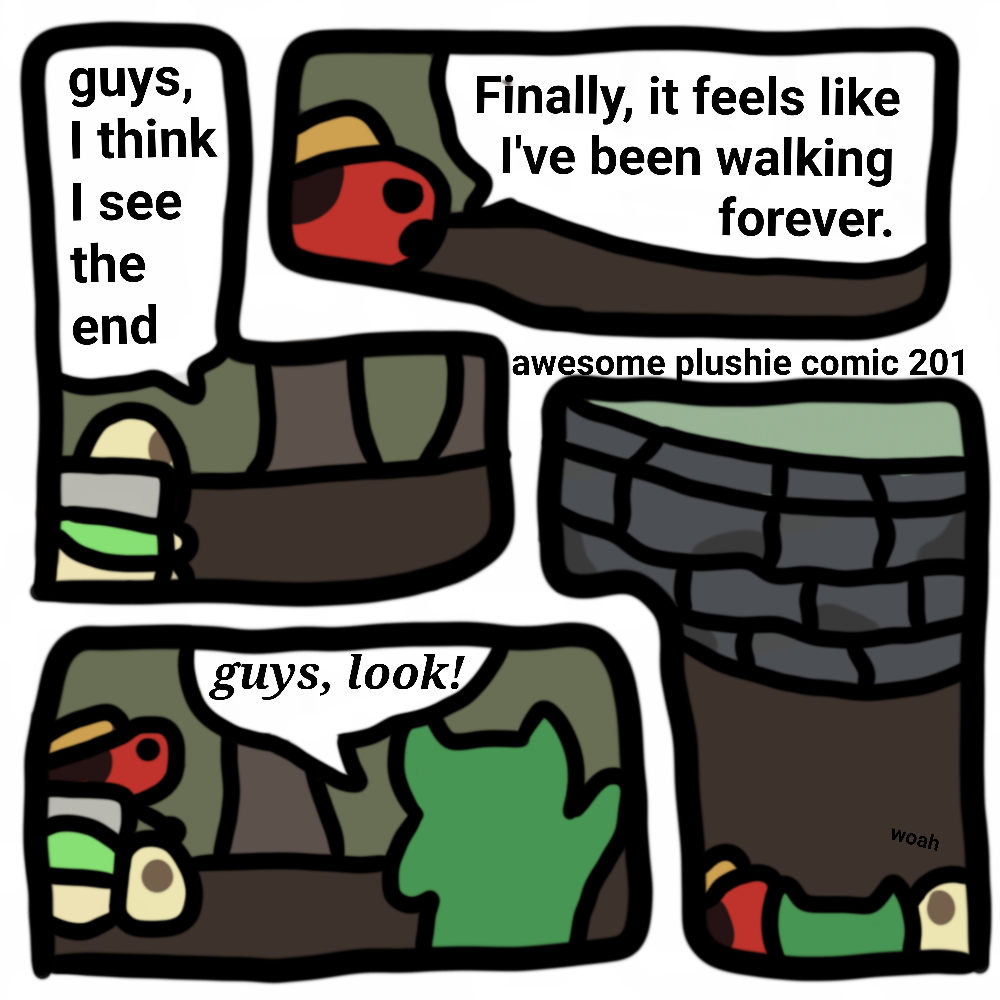 guys,
I think
I see
the
end
Finally, it feels like
I've been walking
forever.
awesome plushie comic 201
guys, look!
woah